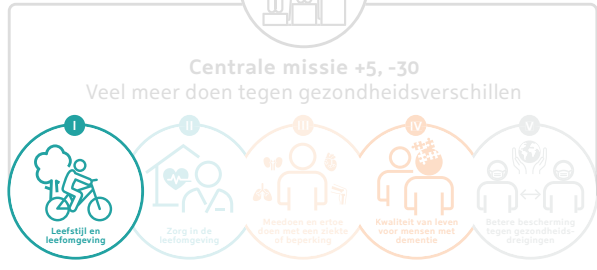 Centrale missie +5, -30
Veel meer doen tegen gezondheidsverschillen
I
II
III
IV
V
Leefstijl en
leefomgeving
Zorg in de
leefomgeving
Meedoen en ertoe
doen met een ziekte
of beperking
Kwaliteit van leven
voor mensen met
dementie
Betere bescherming
tegen gezondheids-
dreigingen